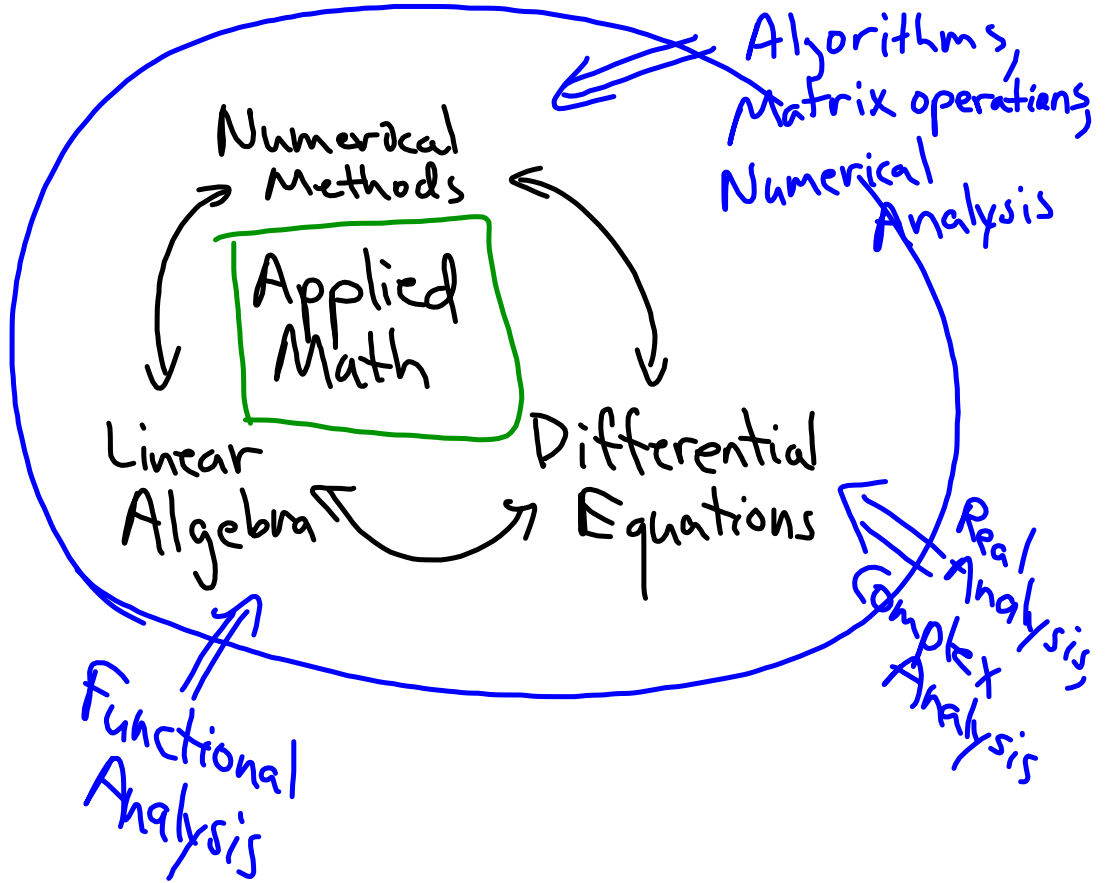 Algorithms,
Matrix operations,
Numerical
Analysis
Numerical
Methods
Applied
Math
Linear
Algebra
Differential
Equations
Real
Analysis,
Complex
Analysis
Functional
Analysis